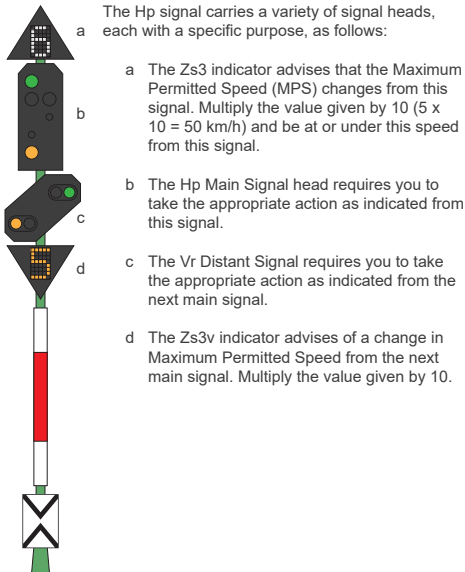 The Hp signal carries a variety of signal heads,
each with a specific purpose, as follows:
a The Zs3 indicator advises that the Maximum
Permitted Speed (MPS) changes from this
signal. Multiply the value given by 10 (5 x
10 = 50 km/h) and be at or under this speed
from this signal.
b The Hp Main Signal head requires you to
take the appropriate action as indicated from
this signal.
c The Vr Distant Signal requires you to take
the appropriate action as indicated from the
next main signal.
d The Zs3v indicator advises of a change in
Maximum Permitted Speed from the next
main signal. Multiply the value given by 10.
a
b
c
5
d